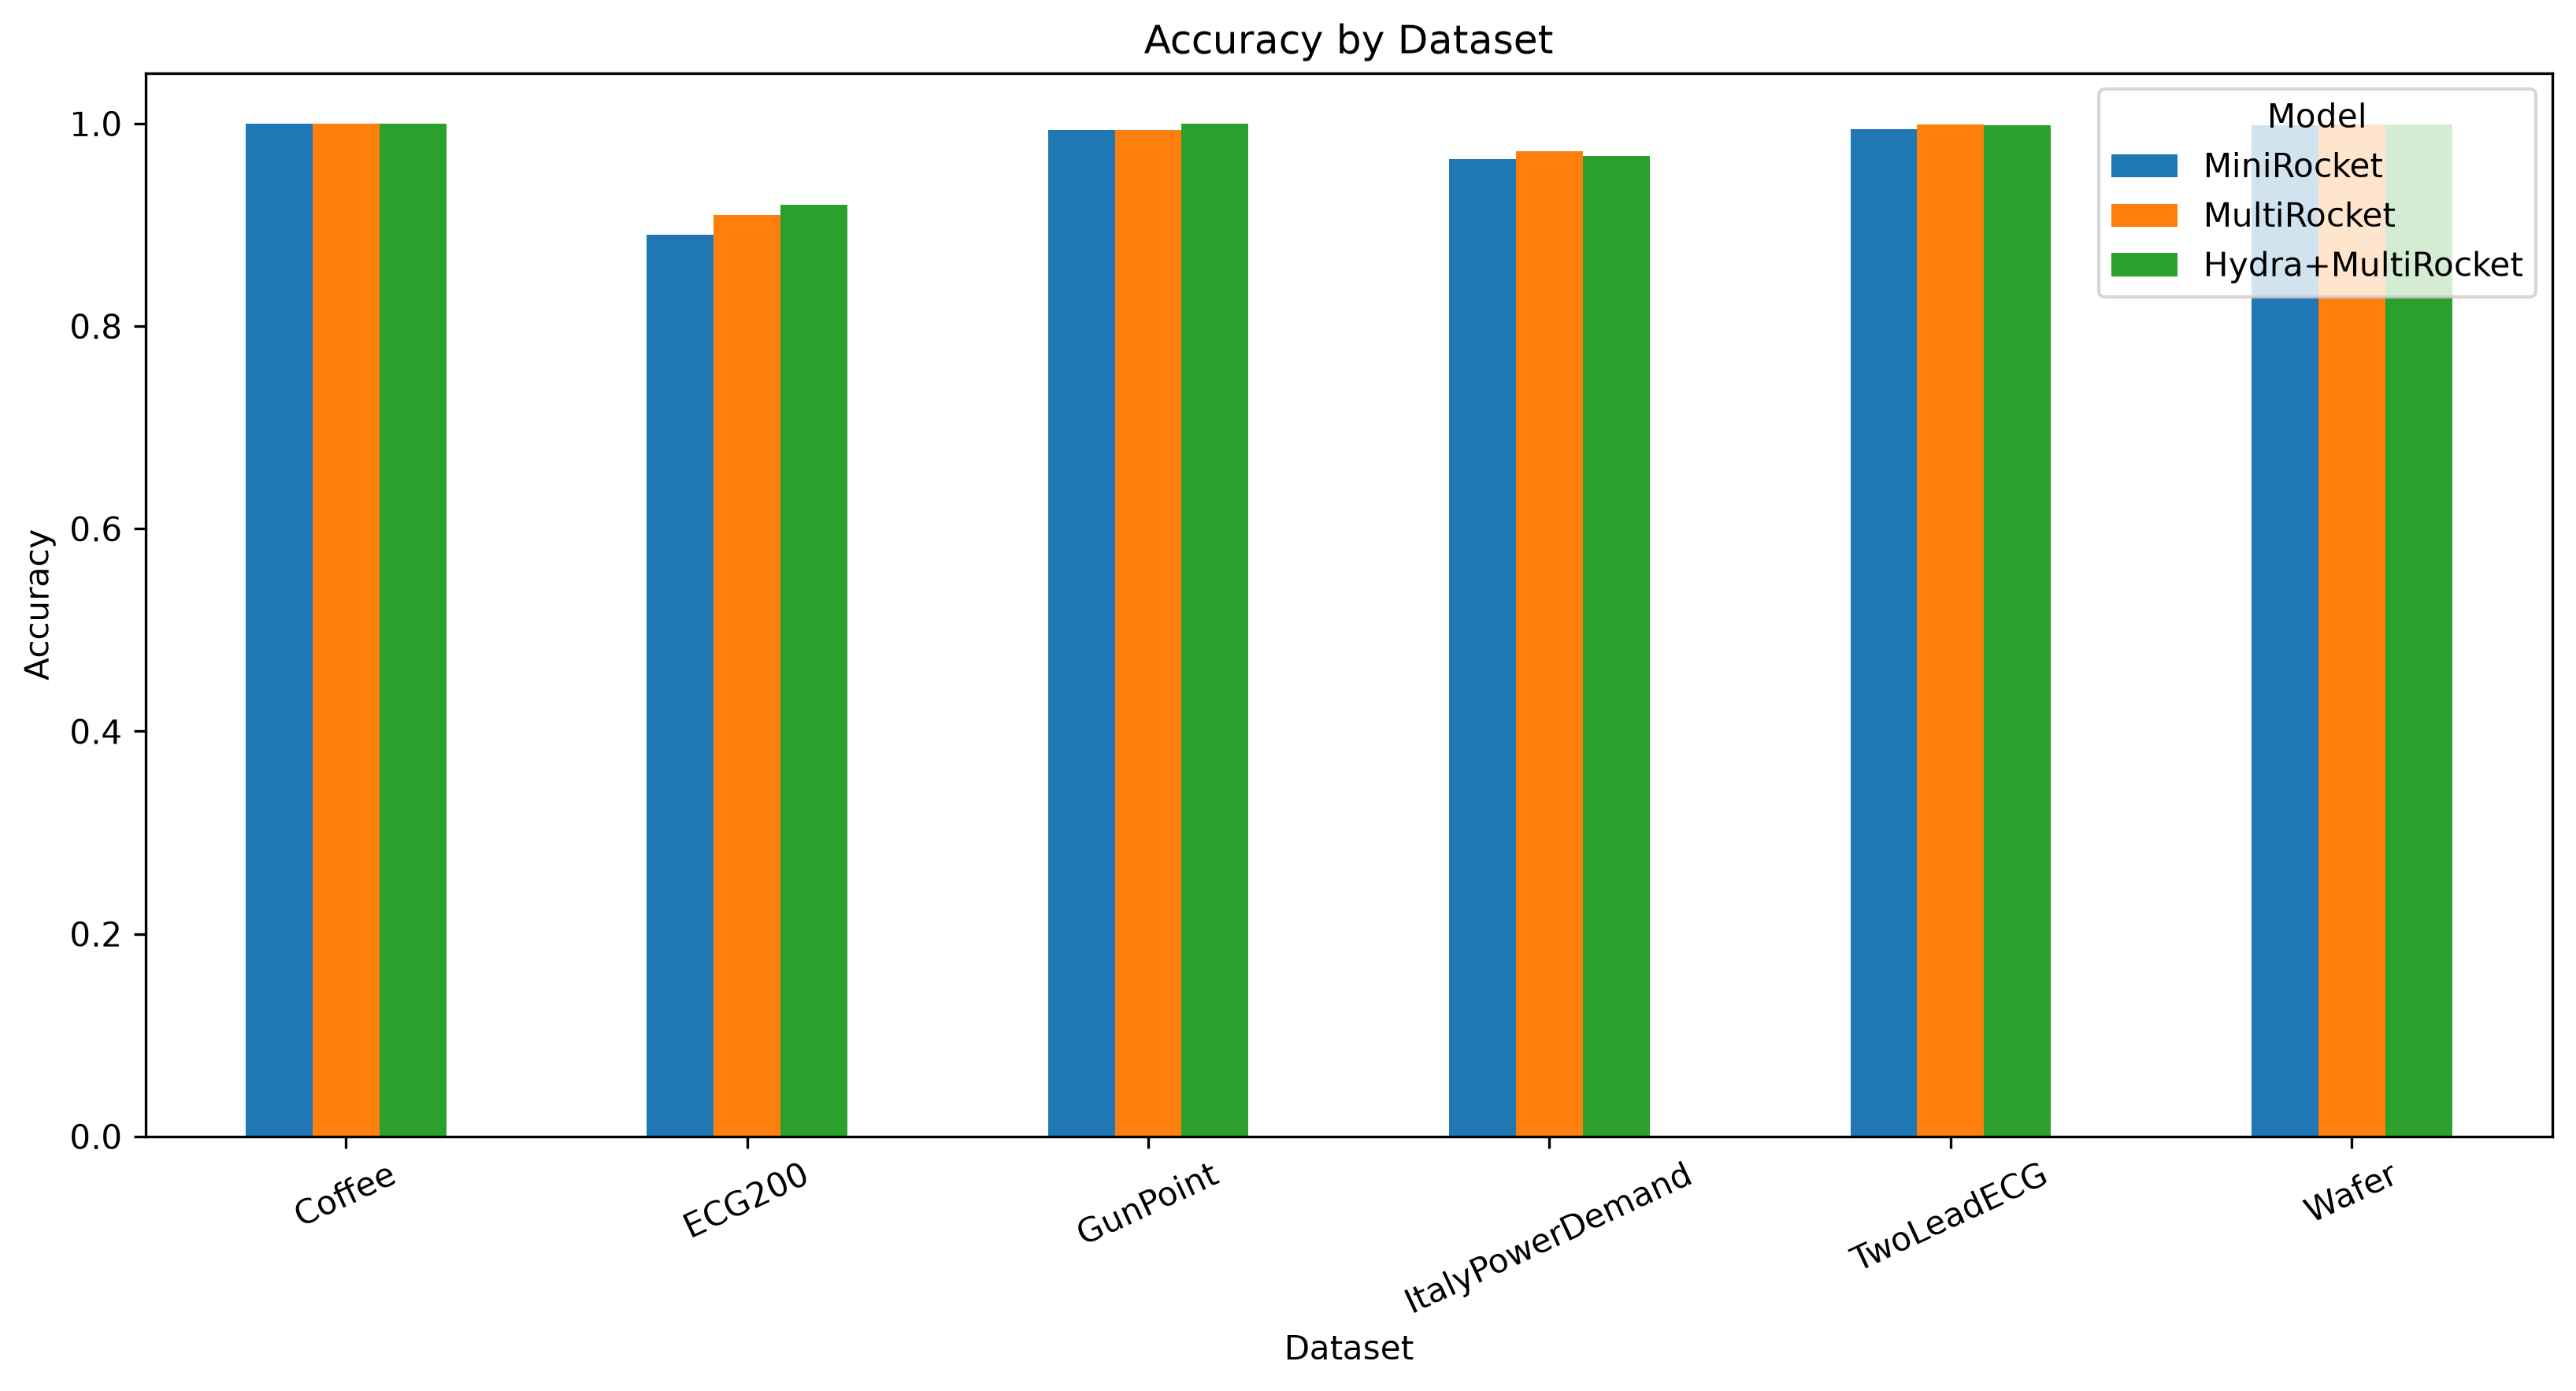 Accuracy by Dataset
Model
MiniRocket
MultiRocket
Hydra+MultiRocket
Accuracy
1.0
0.8
0.6
0.4
0.2
0.0
Coffee
ECG200
GunPoint
ItalyPowerDemand
TwoLeadECG
Wafer
Dataset